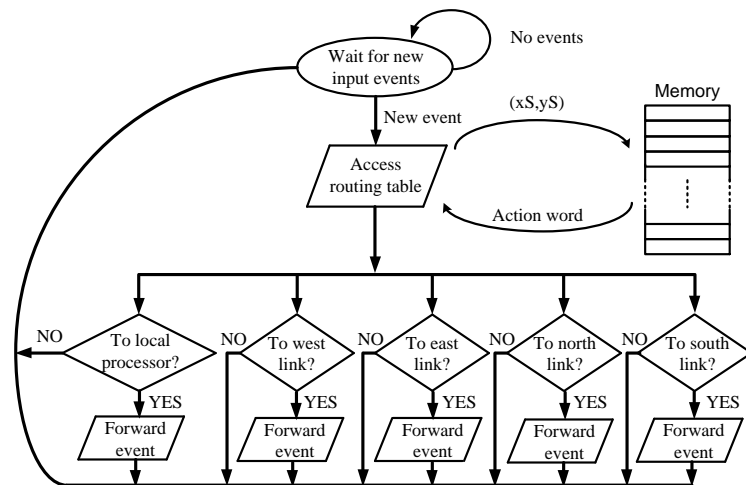 No events
Wait for new
input events
Memory
(xS,yS)
New event
Access
routing table
Action word
NO
To local
processor?
NO
To west
link?
NO
To east
link?
NO
To north
link?
NO
To south
link?
YES
YES
YES
YES
YES
Forward
event
Forward
event
Forward
event
Forward
event
Forward
event